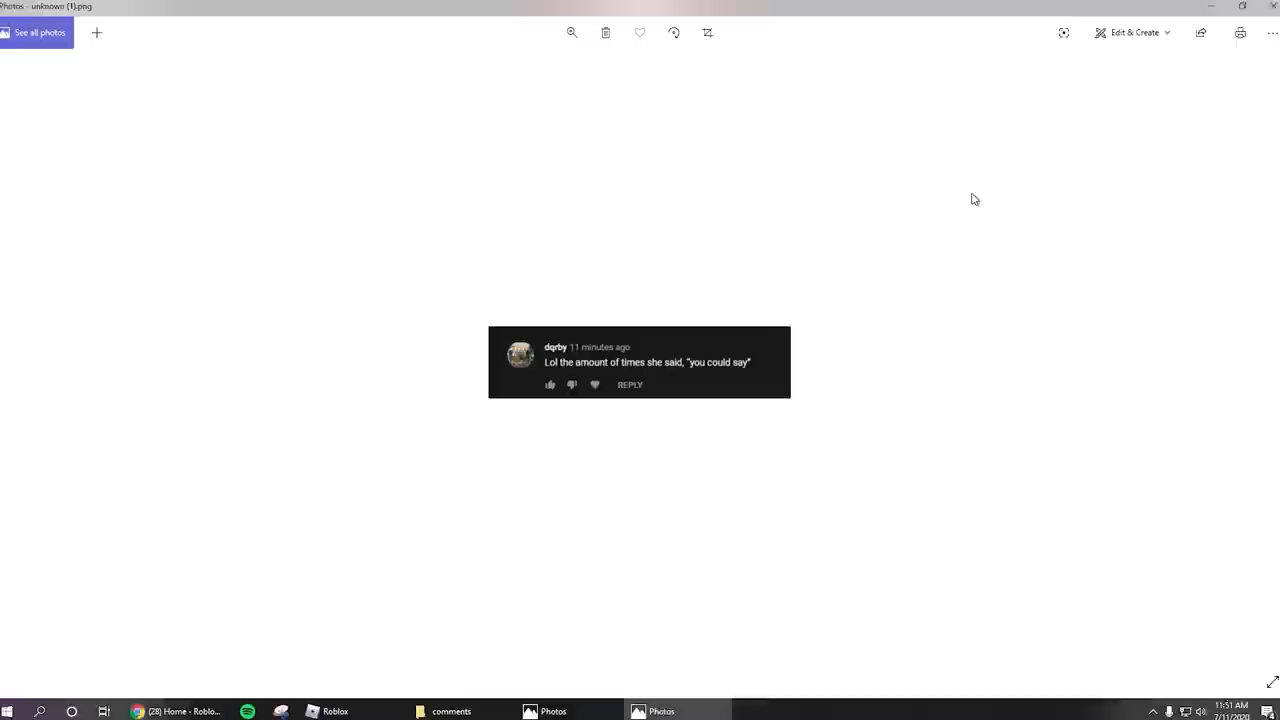 Photos - unknown (1).png
See all photos
Edit & Create
dqrby 11 minutes ago
Lol the amount of times she said, "you could say"
REPLY
(28) Home - Roblo...
Roblox
comments
Photos
Photos
11:51 AM
7/11/2020